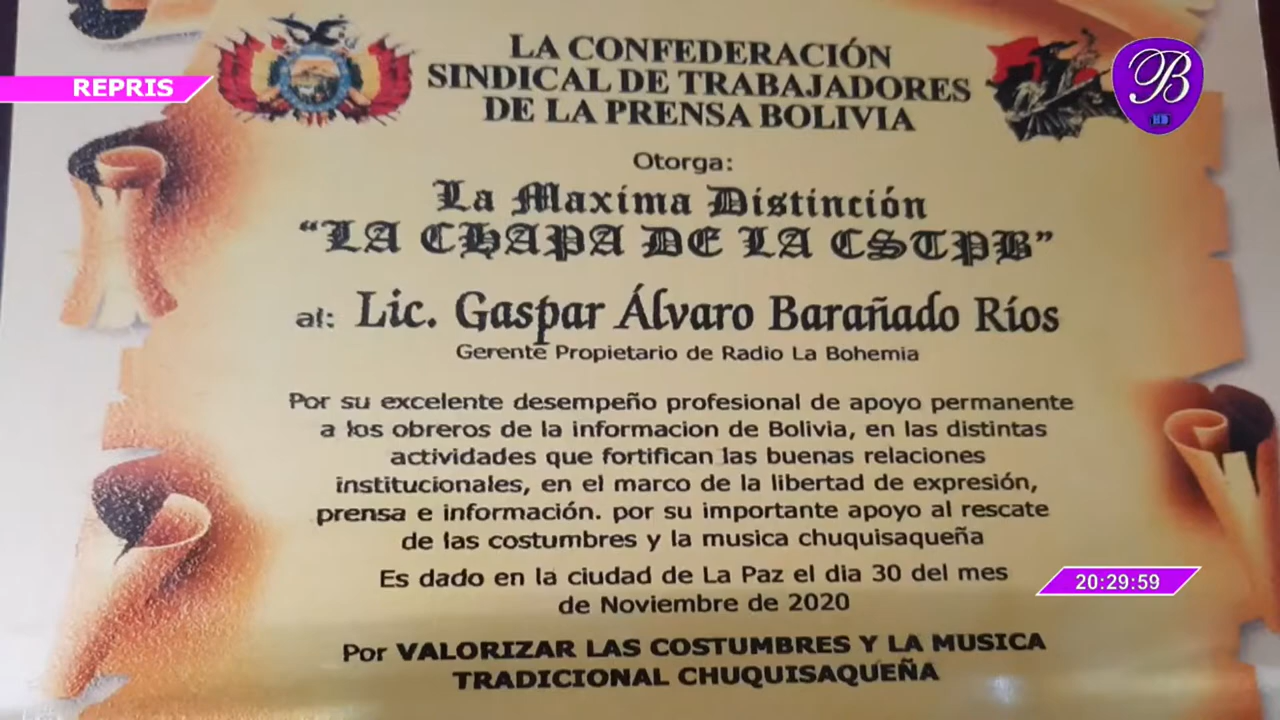 REPRIS
B
HD
LA CONFEDERACIÓN
SINDICAL DE TRABAJADORES
DE LA PRENSA BOLIVIA
Otorga:
La Maxima Distinción
“LA CHAPA DE LA CSTPB”
al: Lic. Gaspar Álvaro Barañado Ríos
Gerente Propietario de Radio La Bohemia
Por su excelente desempeño profesional de apoyo permanente
a los obreros de la informacion de Bolivia, en las distintas
actividades que fortifican las buenas relaciones
institucionales, en el marco de la libertad de expresión,
prensa e información. por su importante apoyo al rescate
de las costumbres y la musica chuquisaqueña
Es dado en la ciudad de La Paz el dia 30 del mes
de Noviembre de 2020
20:29:59
Por VALORIZAR LAS COSTUMBRES Y LA MUSICA
TRADICIONAL CHUQUISAQUEÑA